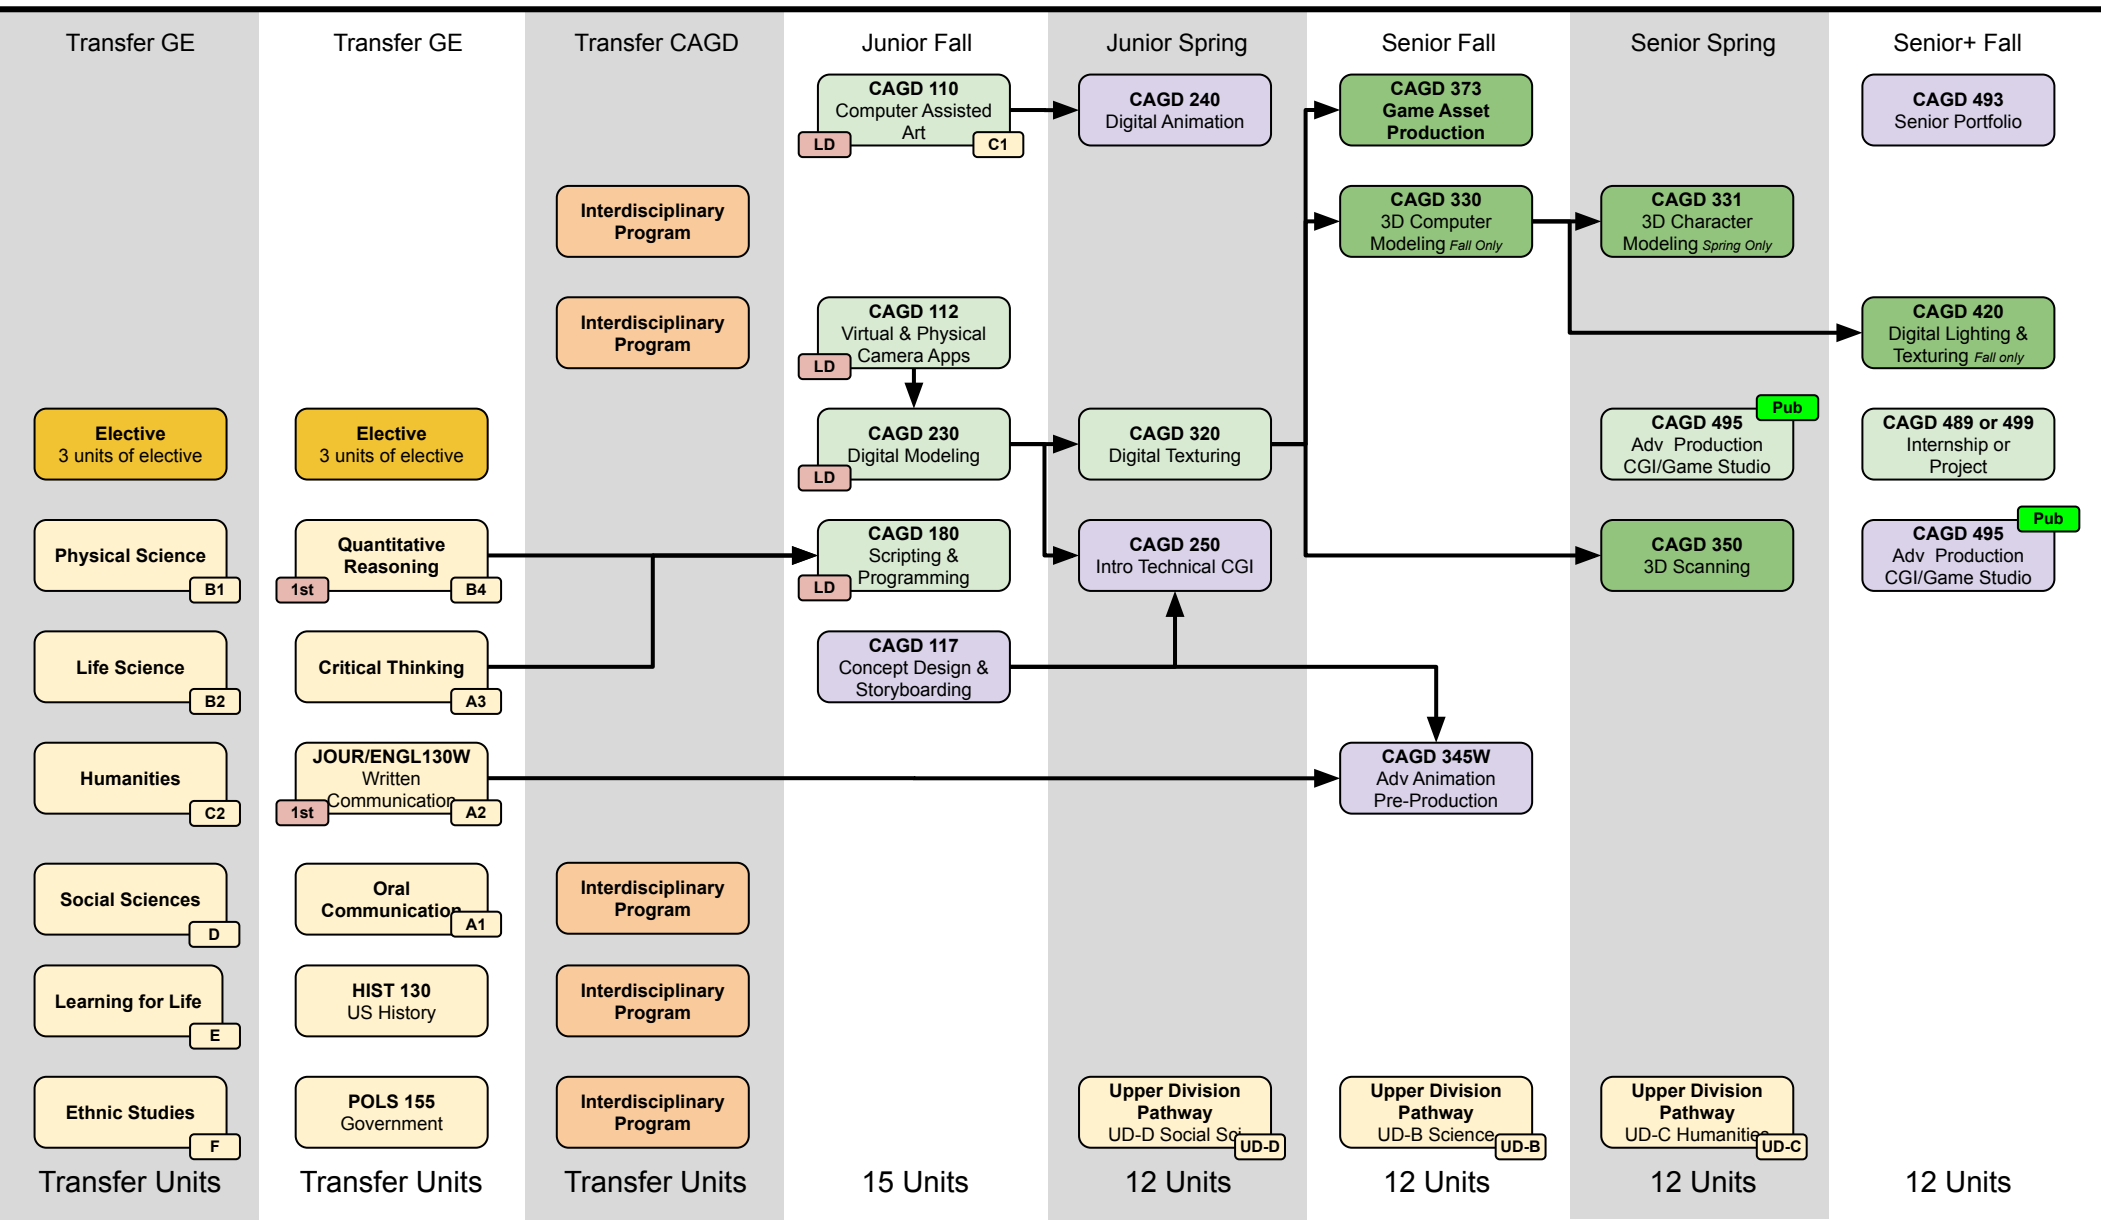 Transfer GE
Transfer GE
Transfer CAGD
Junior Fall
Junior Spring
Senior Fall
Senior Spring
Senior+ Fall
CAGD 110
Computer Assisted
Art
LD
C1
CAGD 240
Digital Animation
CAGD 373
Game Asset
Production
CAGD 493
Senior Portfolio
Interdisciplinary
Program
CAGD 330
3D Computer
Modeling Fall Only
CAGD 331
3D Character
Modeling Spring Only
Interdisciplinary
Program
CAGD 112
Virtual & Physical
Camera Apps
LD
CAGD 420
Digital Lighting &
Texturing Fall only
Elective
3 units of elective
Elective
3 units of elective
CAGD 230
Digital Modeling
LD
CAGD 320
Digital Texturing
Pub
CAGD 495
Adv Production
CGI/Game Studio
CAGD 489 or 499
Internship or
Project
Physical Science
B1
Quantitative
Reasoning
1st
B4
CAGD 180
Scripting &
Programming
LD
CAGD 250
Intro Technical CGI
CAGD 350
3D Scanning
Pub
CAGD 495
Adv Production
CGI/Game Studio
Life Science
B2
Critical Thinking
A3
CAGD 117
Concept Design &
Storyboarding
Humanities
C2
JOUR/ENGL130W
Written
Communication
1st
A2
CAGD 345W
Adv Animation
Pre-Production
Social Sciences
D
Oral
Communication
A1
Interdisciplinary
Program
Learning for Life
E
HIST 130
US History
Interdisciplinary
Program
Ethnic Studies
F
POLS 155
Government
Interdisciplinary
Program
Upper Division
Pathway
UD-D Social Sci
UD-D
Upper Division
Pathway
UD-B Science
UD-B
Upper Division
Pathway
UD-C Humanities
UD-C
Transfer Units
Transfer Units
Transfer Units
15 Units
12 Units
12 Units
12 Units
12 Units